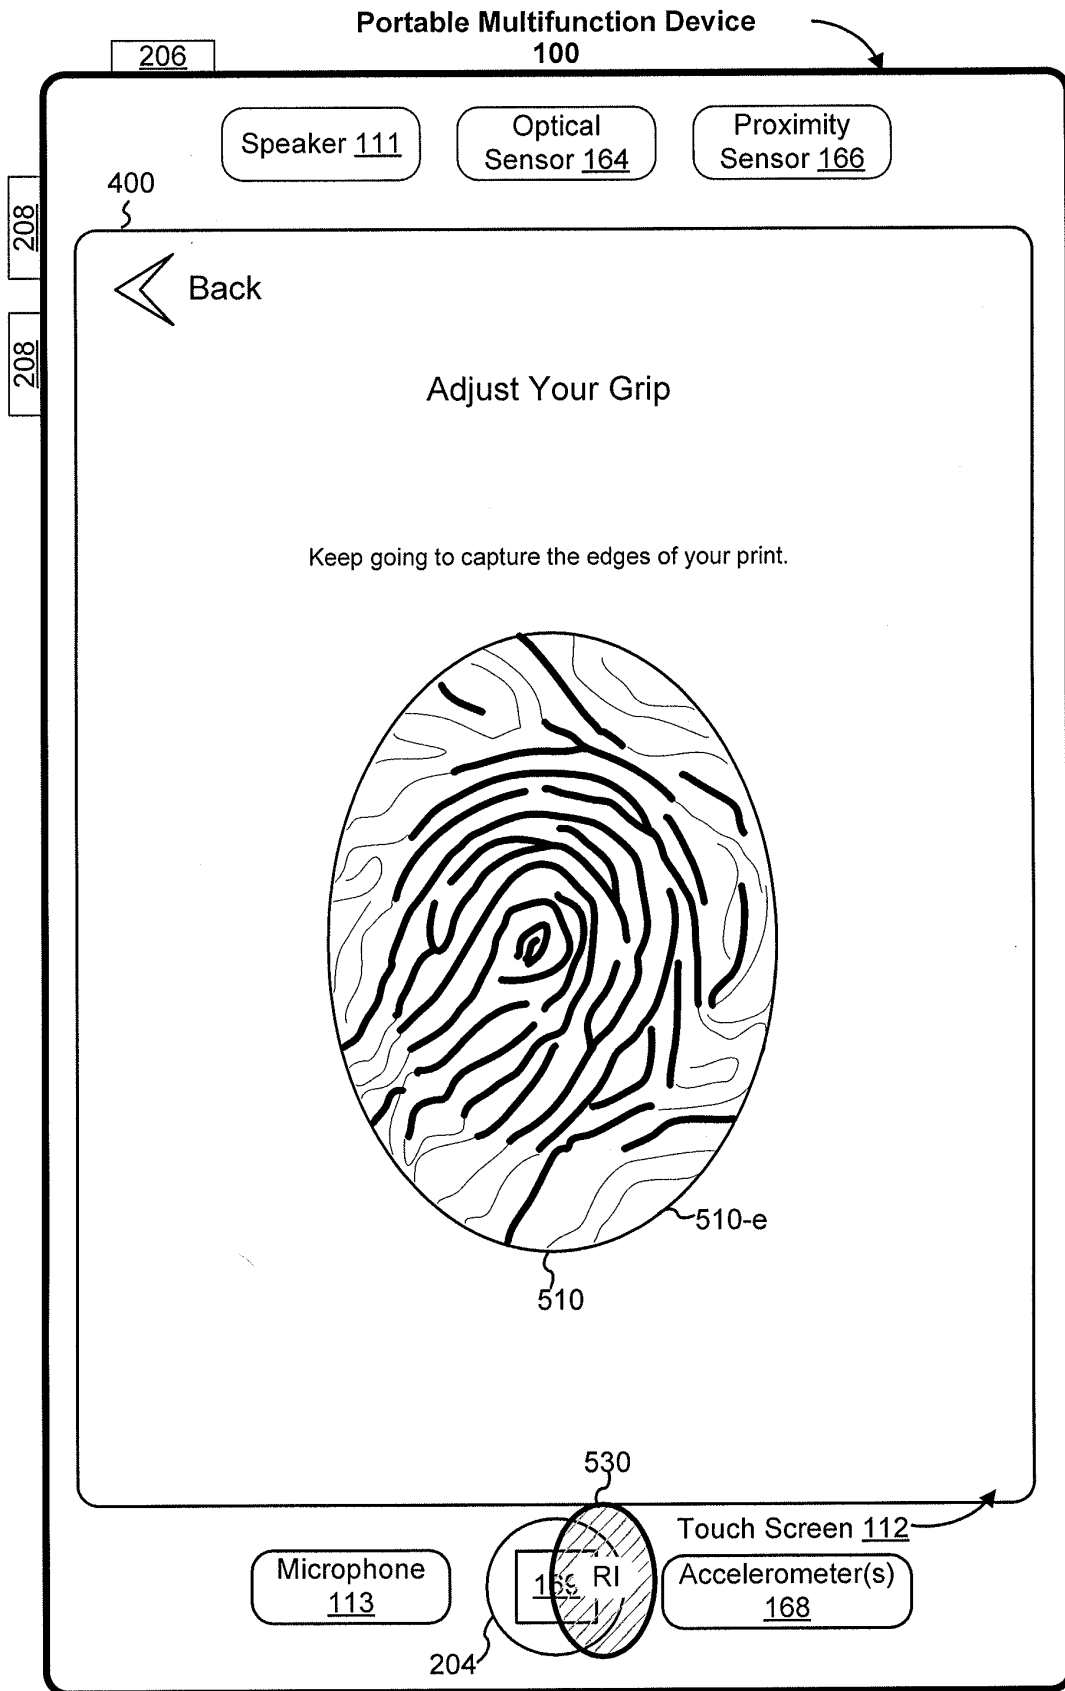 Portable Multifunction Device
100
206
Speaker 111
Optical
Sensor 164
Proximity
Sensor 166
208
208
400
Back
Adjust Your Grip
Keep going to capture the edges of your print.
510-e
510
530
Touch Screen 112
Microphone
113
169
RI
Accelerometer(s)
168
204